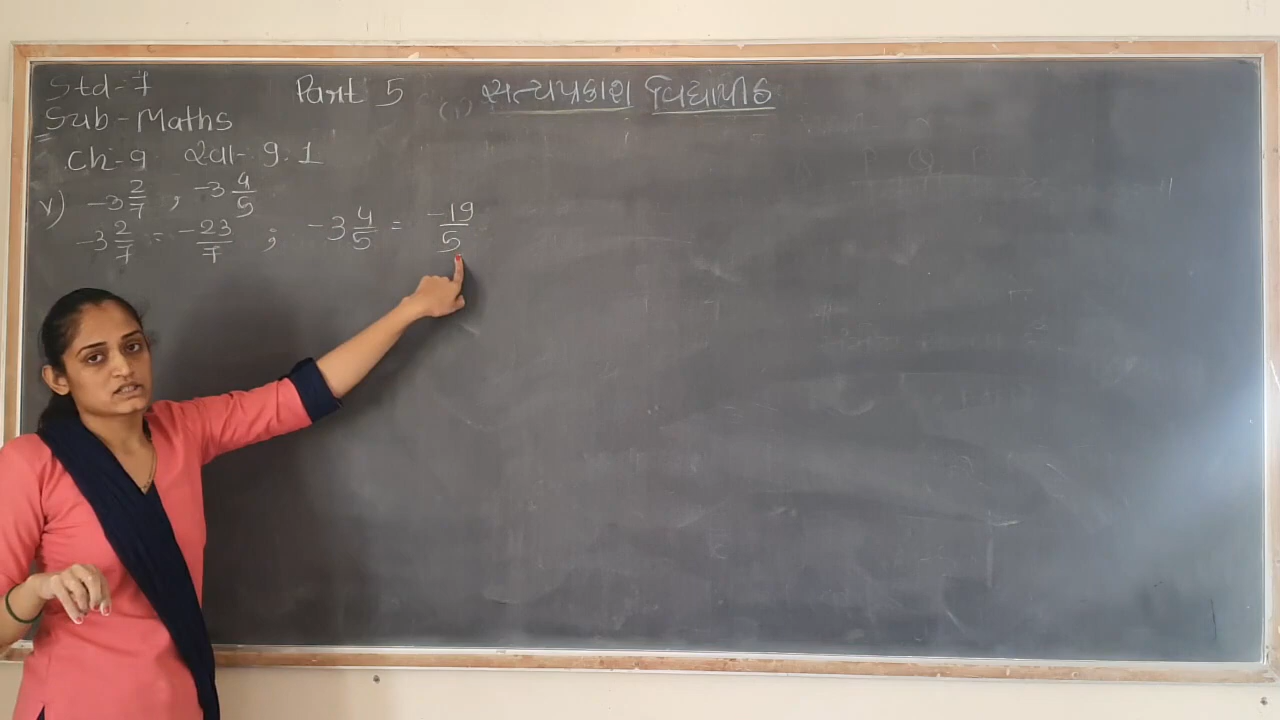 Std-7 Part 5 સત્યપ્રકાશ વિદ્યાપીઠ
Sub-Maths
Ch-9 સ્વા-9.1
v) -3 2/7 , -3 4/5
-3 2/7 = -23/7 ; -3 4/5 = -19/5